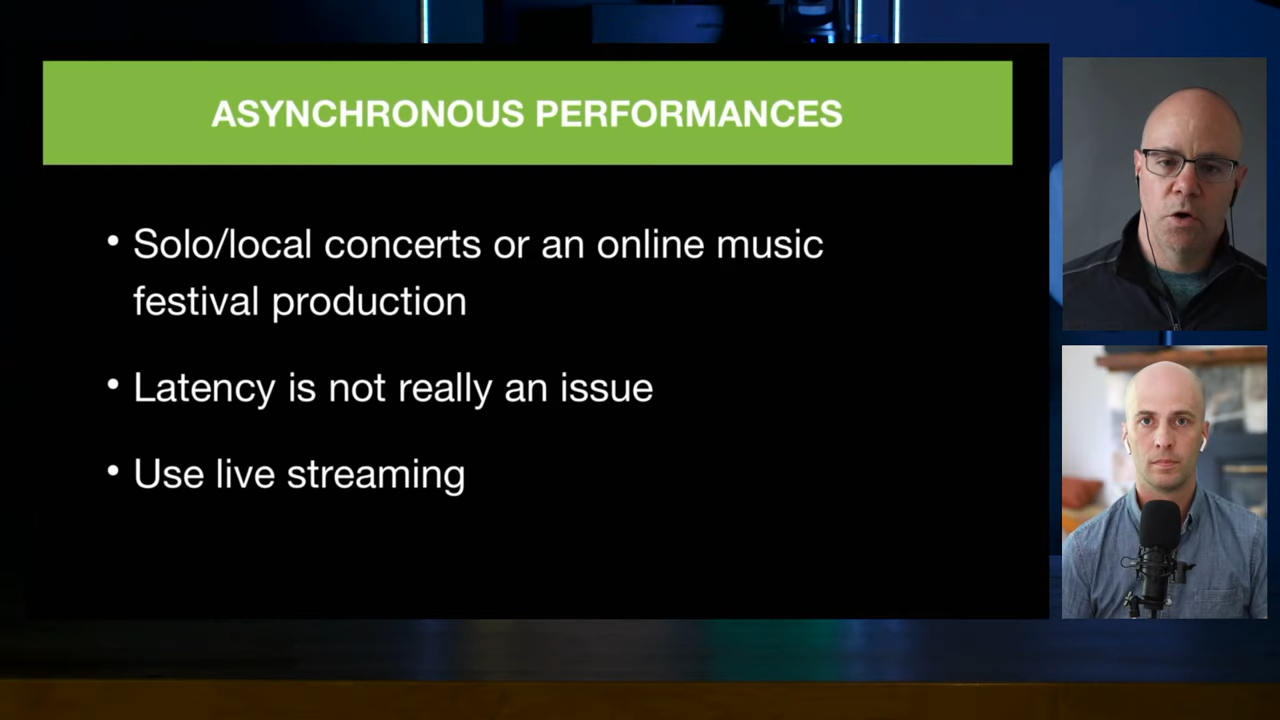 ASYNCHRONOUS PERFORMANCES
• Solo/local concerts or an online music
festival production
• Latency is not really an issue
• Use live streaming